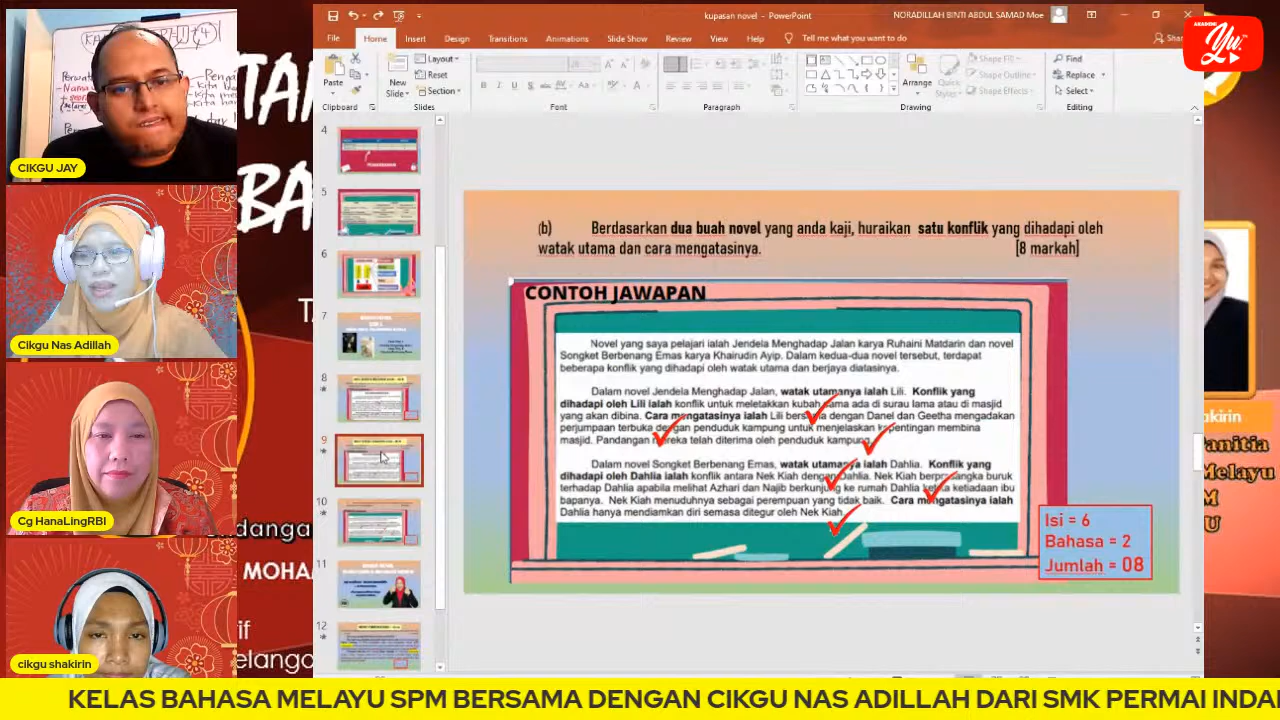 kupasan novel - PowerPoint
NORADILLAH BINTI ABDUL SAMAD Moe
AKADEMI
YU
File Home Insert Design Transitions Animations Slide Show Review View Help Tell me what you want to do
Paste
Clipboard
New Slide
Layout
Reset
Section
Slides
Font
Paragraph
Arrange
Quick Styles
Shape Fill
Shape Outline
Shape Effects
Drawing
Find
Replace
Select
Editing
CIKGU JAY
Cikgu Nas Adillah
Cg HanaLingRBI
cikgu shakirin
4
5
6
7
8
9
10
11
12
(b) Berdasarkan dua buah novel yang anda kaji, huraikan satu konflik yang dihadapi oleh
watak utama dan cara mengatasinya. [8 markah]
CONTOH JAWAPAN
Novel yang saya pelajari ialah Jendela Menghadap Jalan karya Ruhaini Matdarin dan novel
Songket Berbenang Emas karya Khairudin Ayip. Dalam kedua-dua novel tersebut, terdapat
beberapa konflik yang dihadapi oleh watak utama dan berjaya diatasinya.
Dalam novel Jendela Menghadap Jalan, watak utamanya ialah Lili. Konflik yang
dihadapi oleh Lili ialah konflik untuk meletakkan kubah sama ada di surau lama atau di masjid
yang akan dibina. Cara mengatasinya ialah Lili bersama dengan Danel dan Geetha mengadakan
perjumpaan terbuka dengan penduduk kampung untuk menjelaskan kepentingan membina
masjid. Pandangan mereka telah diterima oleh penduduk kampung.
Dalam novel Songket Berbenang Emas, watak utamanya ialah Dahlia. Konflik yang
dihadapi oleh Dahlia ialah konflik antara Nek Kiah dengan Dahlia. Nek Kiah berprasangka buruk
terhadap Dahlia apabila melihat Azhari dan Najib berkunjung ke rumah Dahlia ketika ketiadaan ibu
bapanya. Nek Kiah menuduhnya sebagai perempuan yang tidak baik. Cara mengatasinya ialah
Dahlia hanya mendiamkan diri semasa ditegur oleh Nek Kiah.
Isi = 6
Bahasa = 2
Jumlah = 08
KELAS BAHASA MELAYU SPM BERSAMA DENGAN CIKGU NAS ADILLAH DARI SMK PERMAI INDA